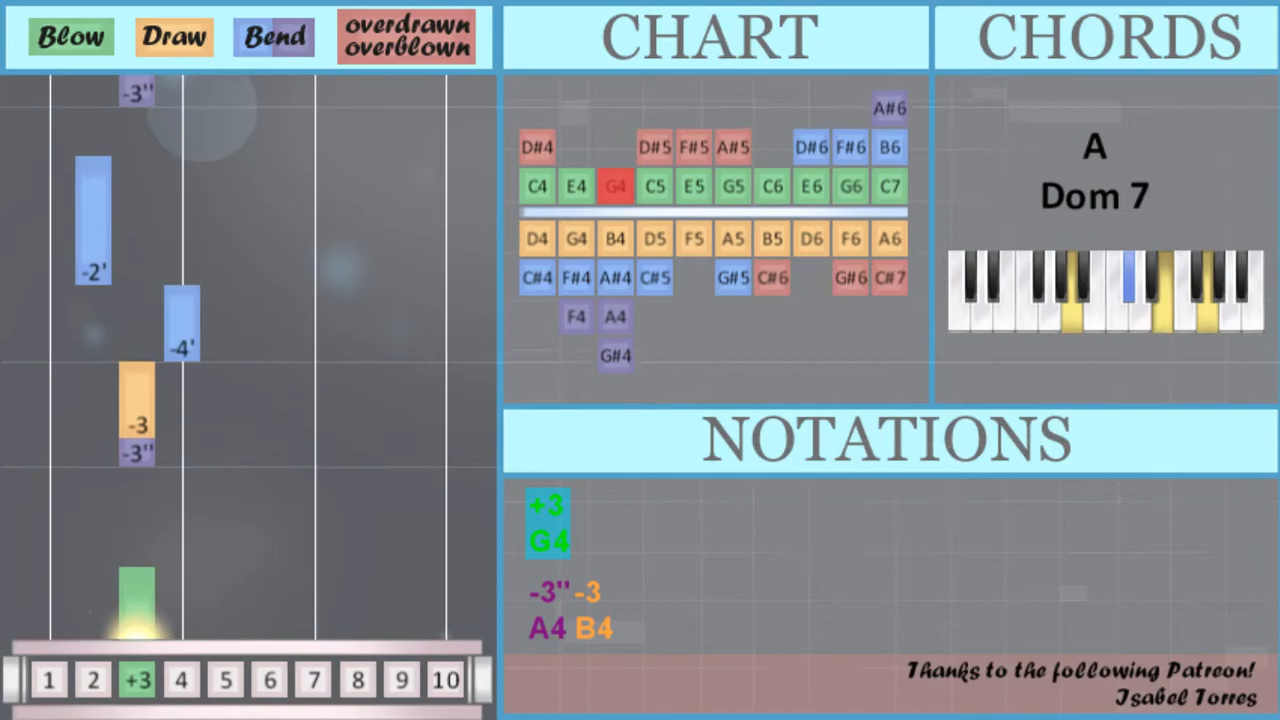 Blow Draw Bend overdrawn
overblown
CHART
CHORDS
-3''
-2'
-4'
-3
-3''
1 2 +3 4 5 6 7 8 9 10
A#6
D#4 D#5 F#5 A#5 D#6 F#6 B6
C4 E4 G4 C5 E5 G5 C6 E6 G6 C7
D4 G4 B4 D5 F5 A5 B5 D6 F6 A6
C#4 F#4 A#4 C#5 G#5 C#6 G#6 C#7
F4 A4
G#4
A
Dom 7
NOTATIONS
+3
G4
-3'' -3
A4 B4
Thanks to the following Patreon!
Isabel Torres